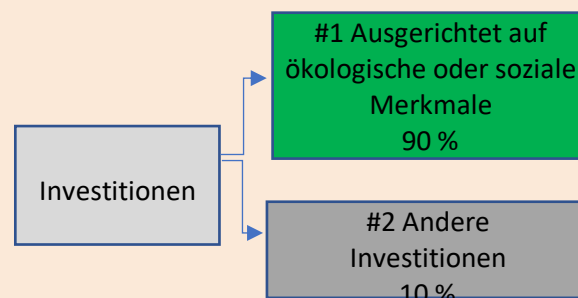 #1 Ausgerichtet auf
ökologische oder soziale
Merkmale
90 %
Investitionen
#2 Andere
Investitionen
10 %